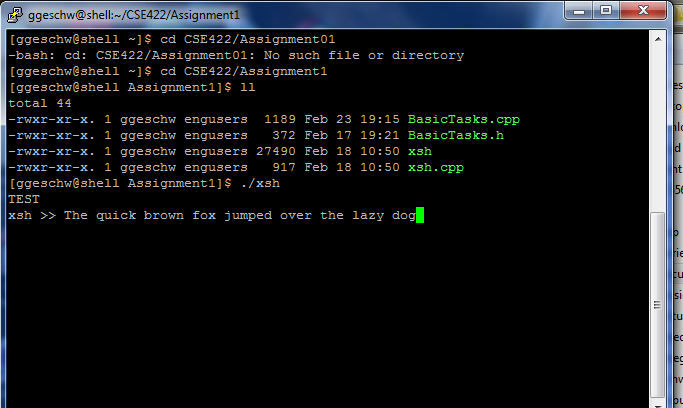 ggeschw@shell:~/CSE422/Assignment1
[ggeschw@shell ~]$ cd CSE422/Assignment01
-bash: cd: CSE422/Assignment01: No such file or directory
[ggeschw@shell ~]$ cd CSE422/Assignment1
[ggeschw@shell Assignment1]$ ll
total 44
-rwxr-xr-x. 1 ggeschw engusers  1189 Feb 23 19:15 BasicTasks.cpp
-rwxr-xr-x. 1 ggeschw engusers   372 Feb 17 19:21 BasicTasks.h
-rwxr-xr-x. 1 ggeschw engusers 27490 Feb 18 10:50 xsh
-rwxr-xr-x. 1 ggeschw engusers   917 Feb 18 10:50 xsh.cpp
[ggeschw@shell Assignment1]$ ./xsh
TEST
xsh >> The quick brown fox jumped over the lazy dog